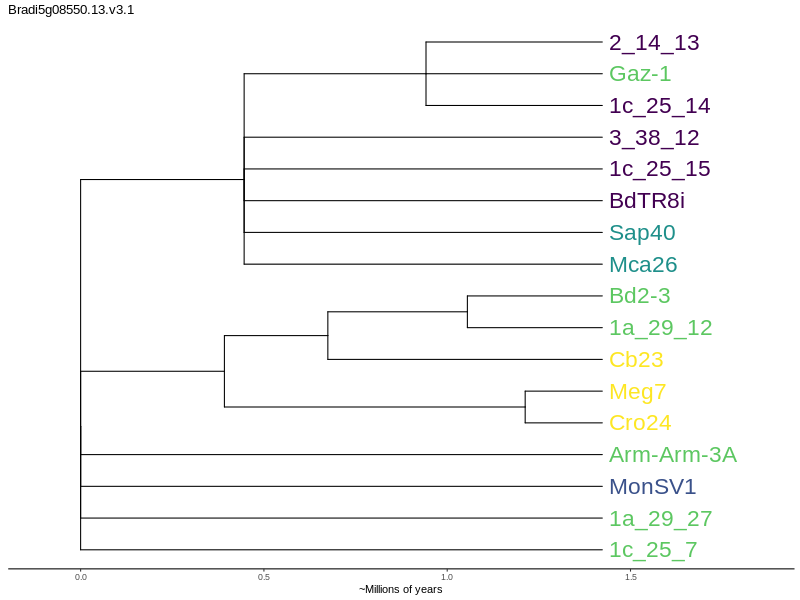 Bradi5g08550.13.v3.1
2_14_13
Gaz-1
1c_25_14
3_38_12
1c_25_15
BdTR8i
Sap40
Mca26
Bd2-3
1a_29_12
Cb23
Meg7
Cro24
Arm-Arm-3A
MonSV1
1a_29_27
1c_25_7
0.0 0.5 1.0 1.5
~Millions of years